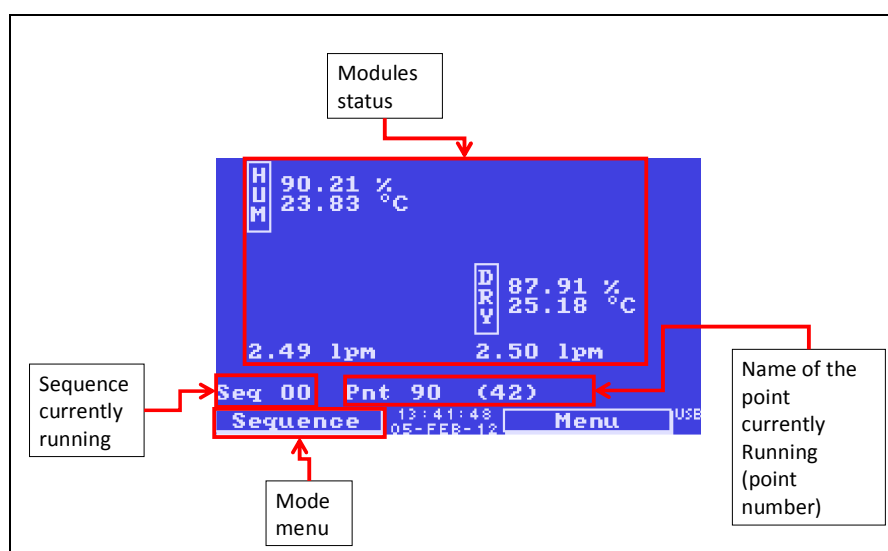 Modules
status
HUM
90.21 %
23.83 °C
DRY
87.91 %
25.18 °C
2.49 lpm
2.50 lpm
Sequence
currently
running
Seq 00
Pnt 90 (42)
Name of the
point
currently
Running
(point
number)
Sequence
13:41:48
05-FEB-12
Menu
USB
Mode
menu